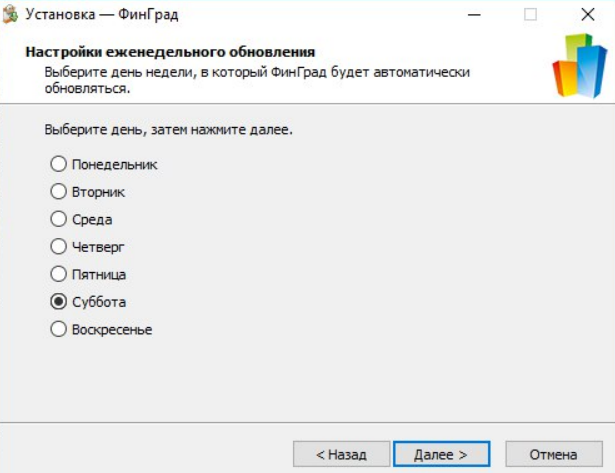 Установка — ФинГрад
Настройки еженедельного обновления
Выберите день недели, в который ФинГрад будет автоматически
обновляться.
Выберите день, затем нажмите далее.
Понедельник
Вторник
Среда
Четверг
Пятница
Суббота
Воскресенье
< Назад
Далее >
Отмена